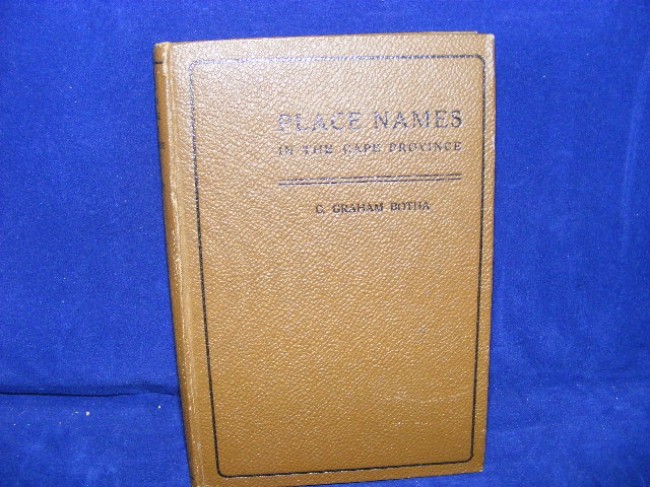 PLACE NAMES
IN THE CAPE PROVINCE
C. GRAHAM BOTHA